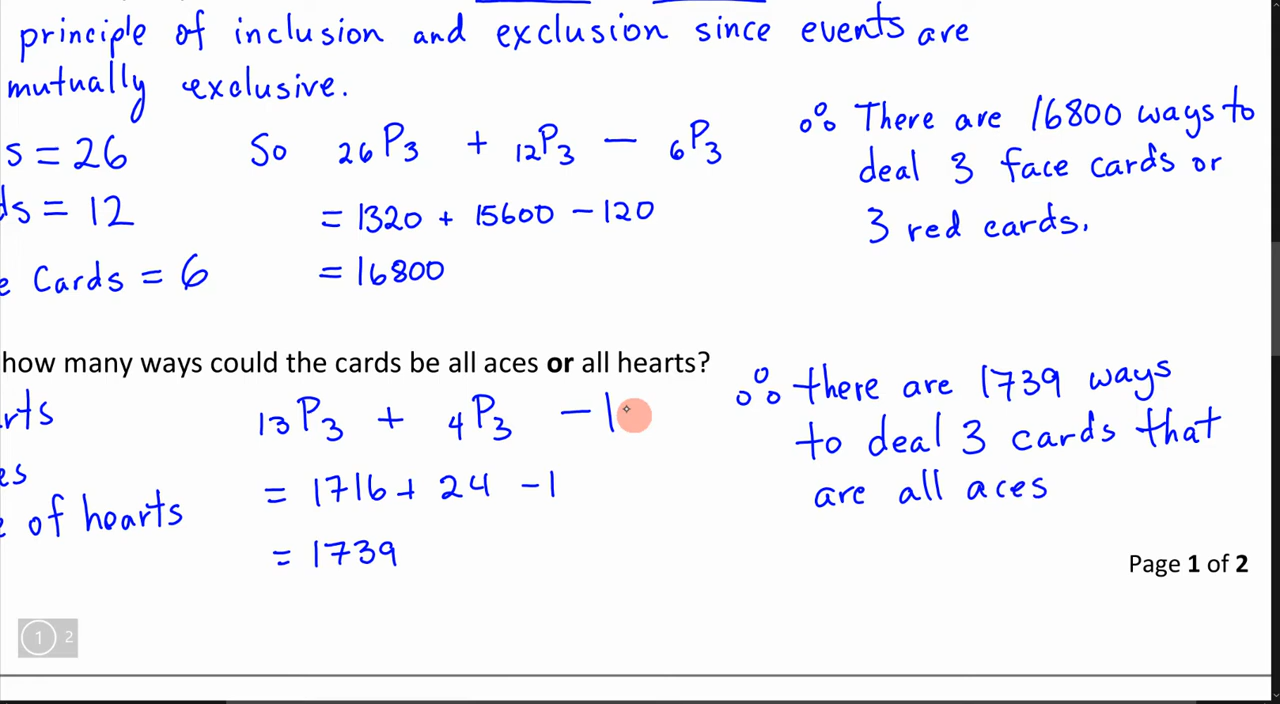 principle of inclusion and exclusion since events are
mutually exclusive.
s = 26
ds = 12
e Cards = 6
So 26P3 + 12P3 - 6P3
= 1320 + 15600 - 120
= 16800
∴ There are 16800 ways to
deal 3 face cards or
3 red cards.
how many ways could the cards be all aces or all hearts?
rts
es
e of hearts
13P3 + 4P3 - 1
= 1716 + 24 - 1
= 1739
∴ there are 1739 ways
to deal 3 cards that
are all aces
Page 1 of 2
1 2